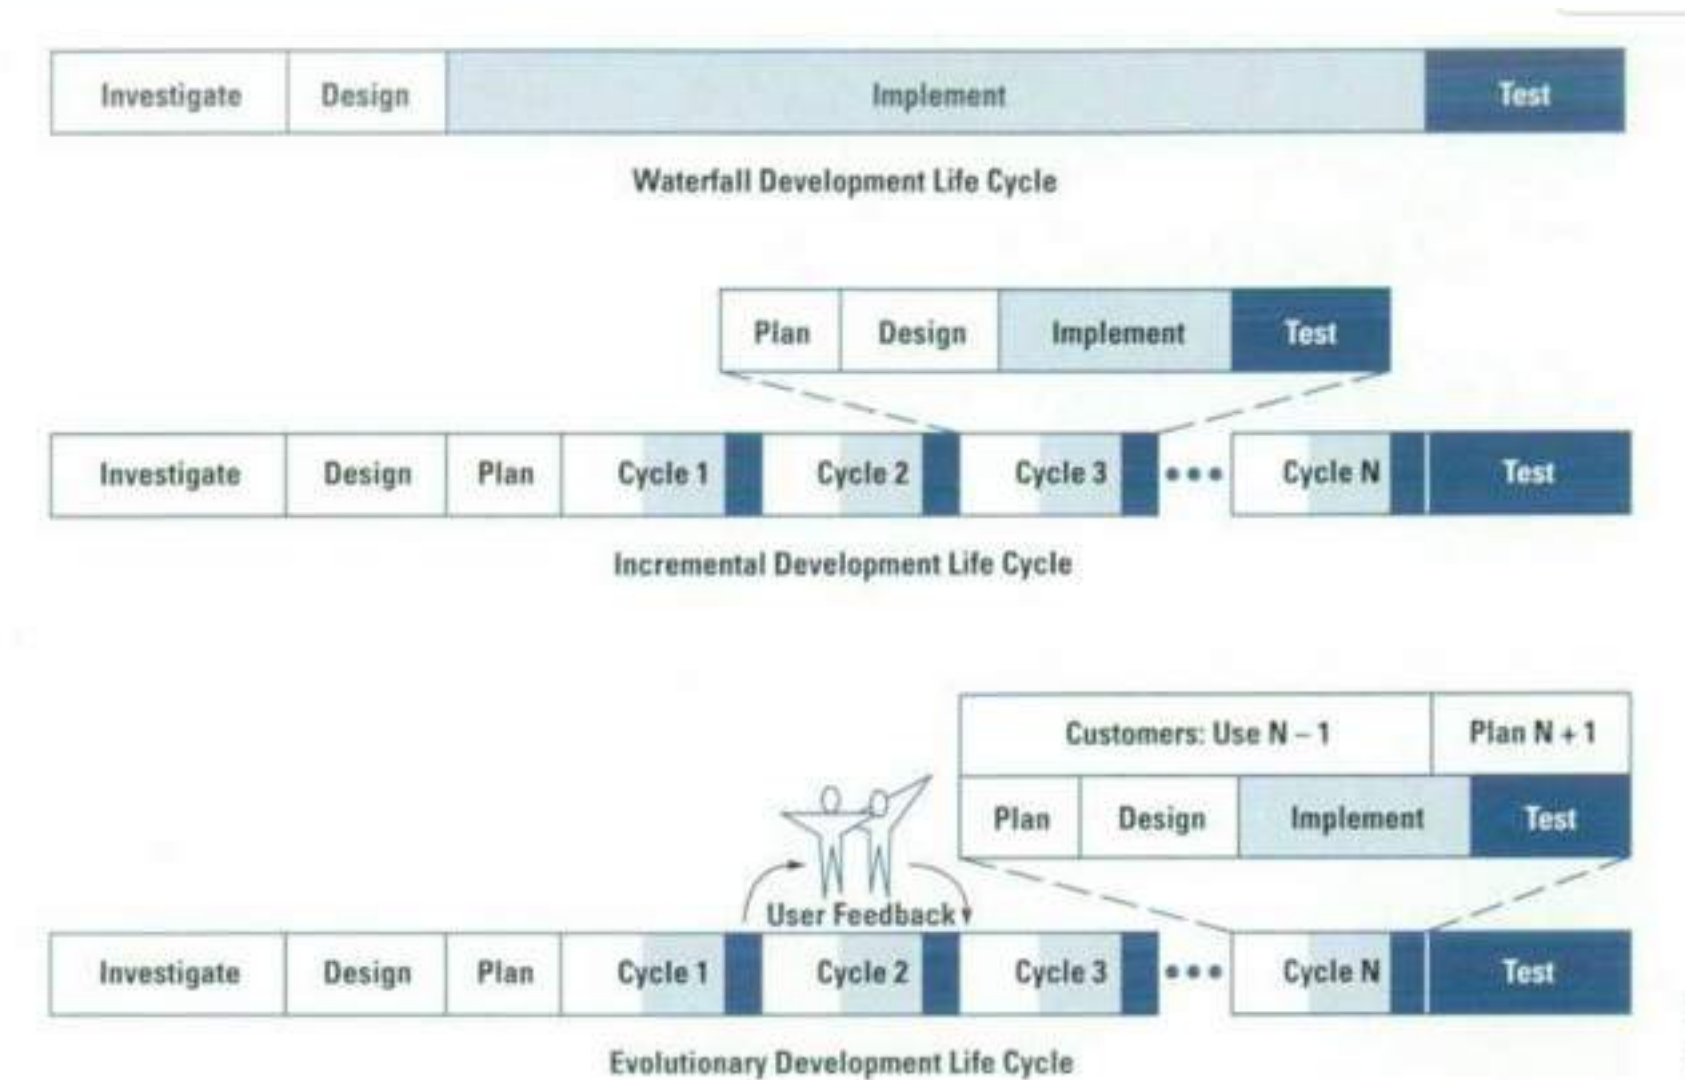 Investigate Design Implement Test
Waterfall Development Life Cycle
Plan Design Implement Test
Investigate Design Plan Cycle 1 Cycle 2 Cycle 3 ••• Cycle N Test
Incremental Development Life Cycle
Customers: Use N – 1 Plan N + 1
Plan Design Implement Test
User Feedback
Investigate Design Plan Cycle 1 Cycle 2 Cycle 3 ••• Cycle N Test
Evolutionary Development Life Cycle